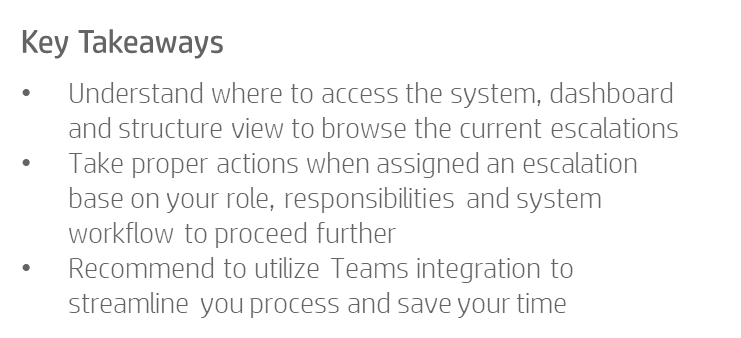 Key Takeaways
• Understand where to access the system, dashboard
and structure view to browse the current escalations
• Take proper actions when assigned an escalation
base on your role, responsibilities and system
workflow to proceed further
• Recommend to utilize Teams integration to
streamline you process and save your time